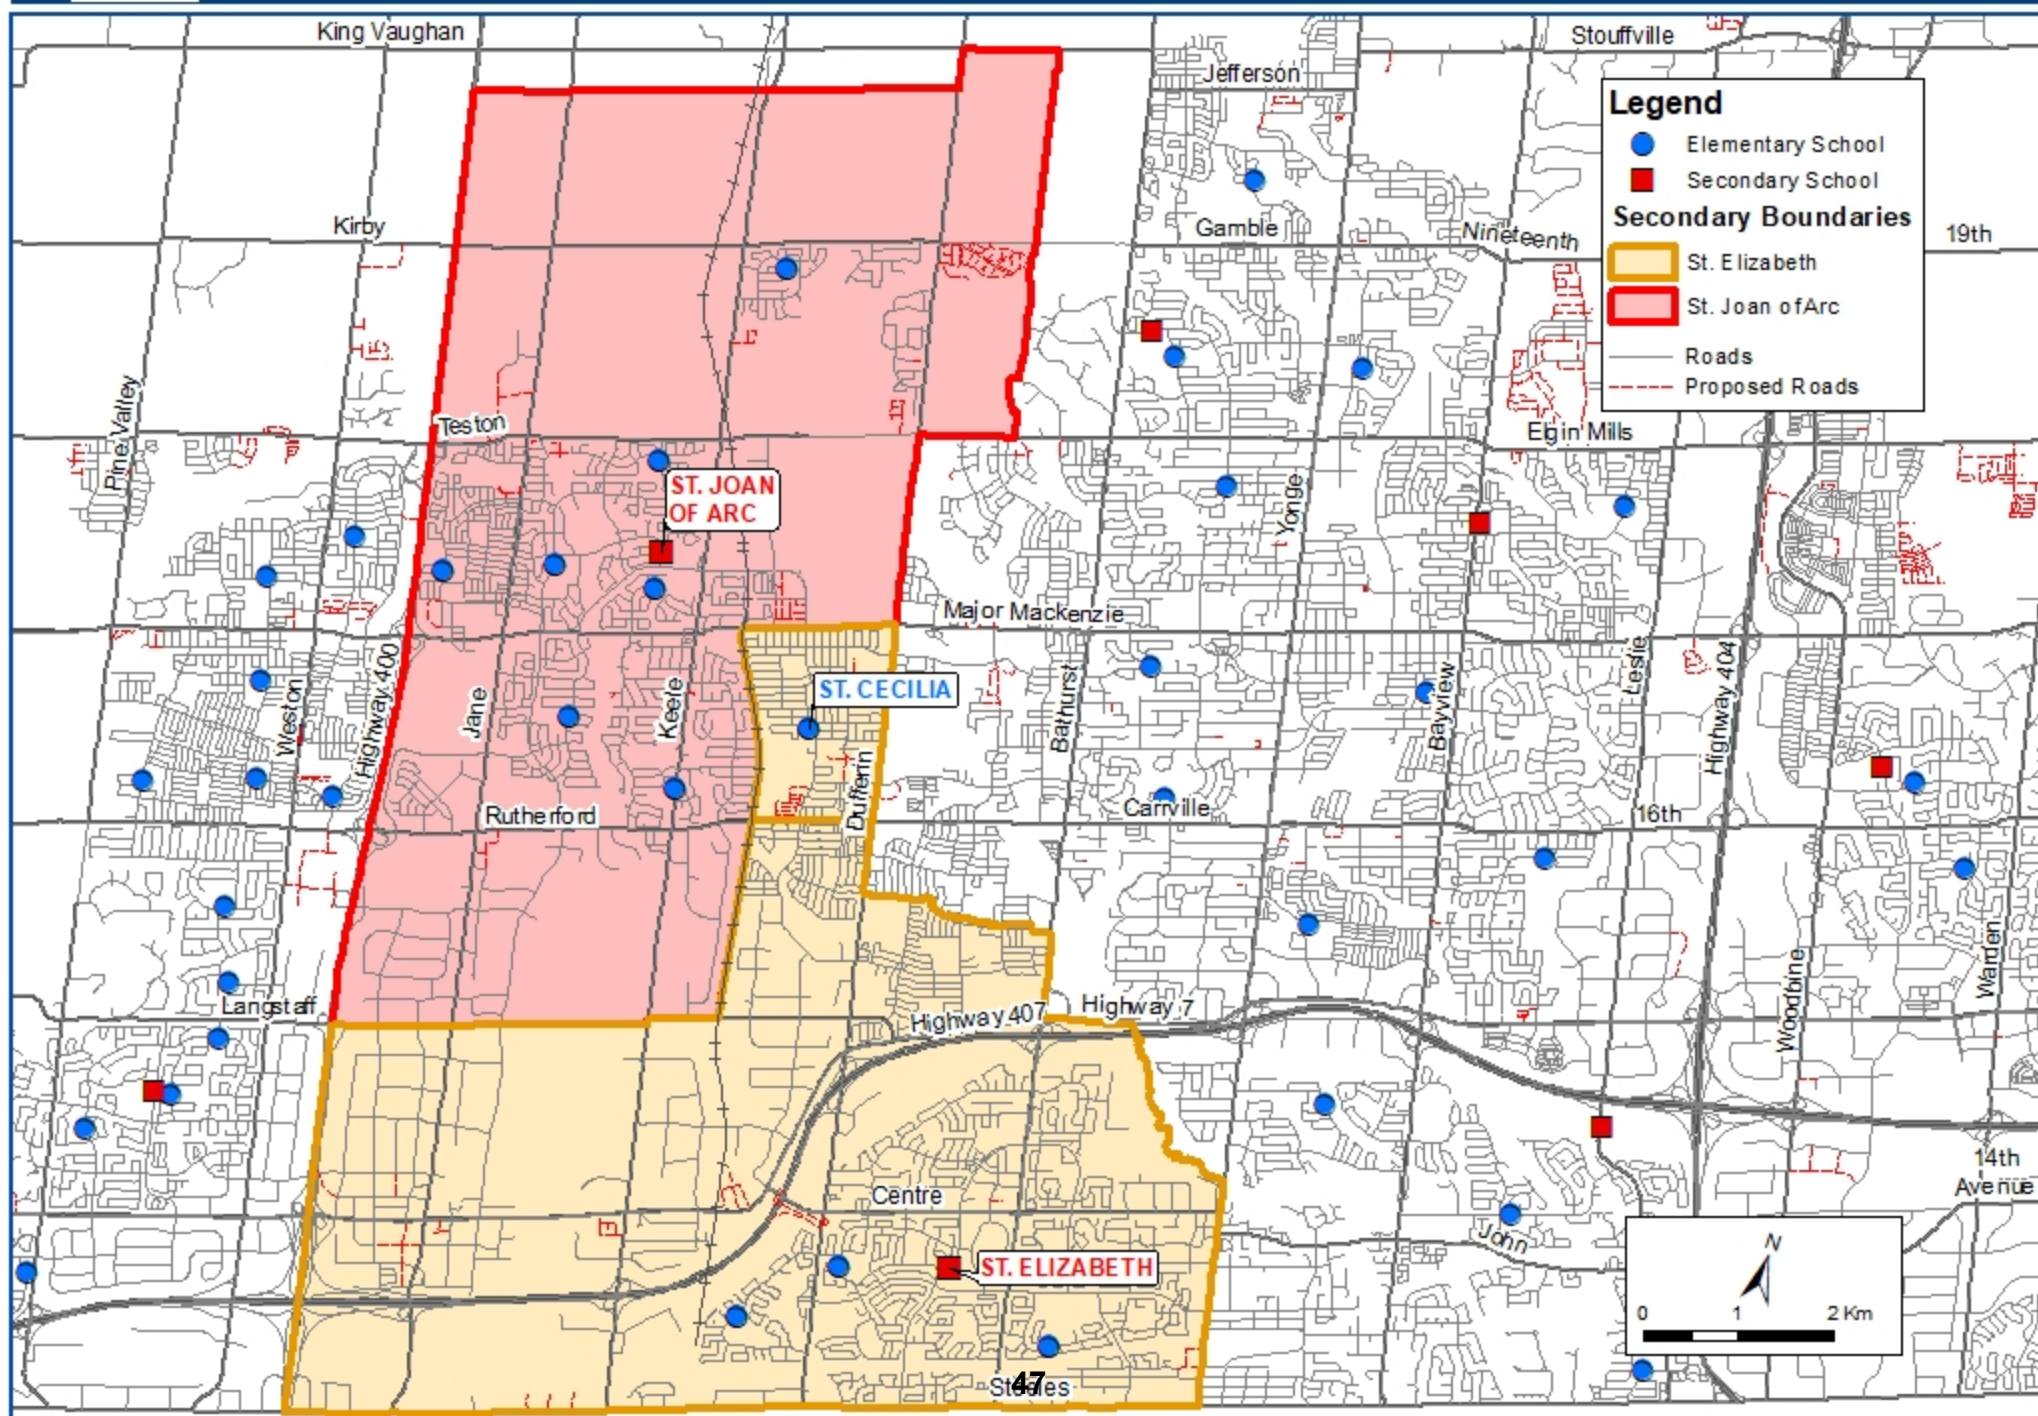 King Vaughan
Stouffville
Jefferson
Legend
Elementary School
Secondary School
Secondary Boundaries
St. Elizabeth
St. Joan of Arc
Roads
Proposed Roads
Kirby
Gamble
Nineteenth
19th
Pine Valley
Teston
Elgin Mills
ST. JOAN
OF ARC
Yonge
Major Mackenzie
Highway 400
Weston
Jane
Keele
ST. CECILIA
Dufferin
Bathurst
Bayview
Leslie
Highway 404
Rutherford
Carrville
16th
Woodbine
Warden
Langstaff
Highway 407
Highway 7
Centre
14th
Avenue
John
ST. ELIZABETH
N
0 1 2 Km
Steeles
47